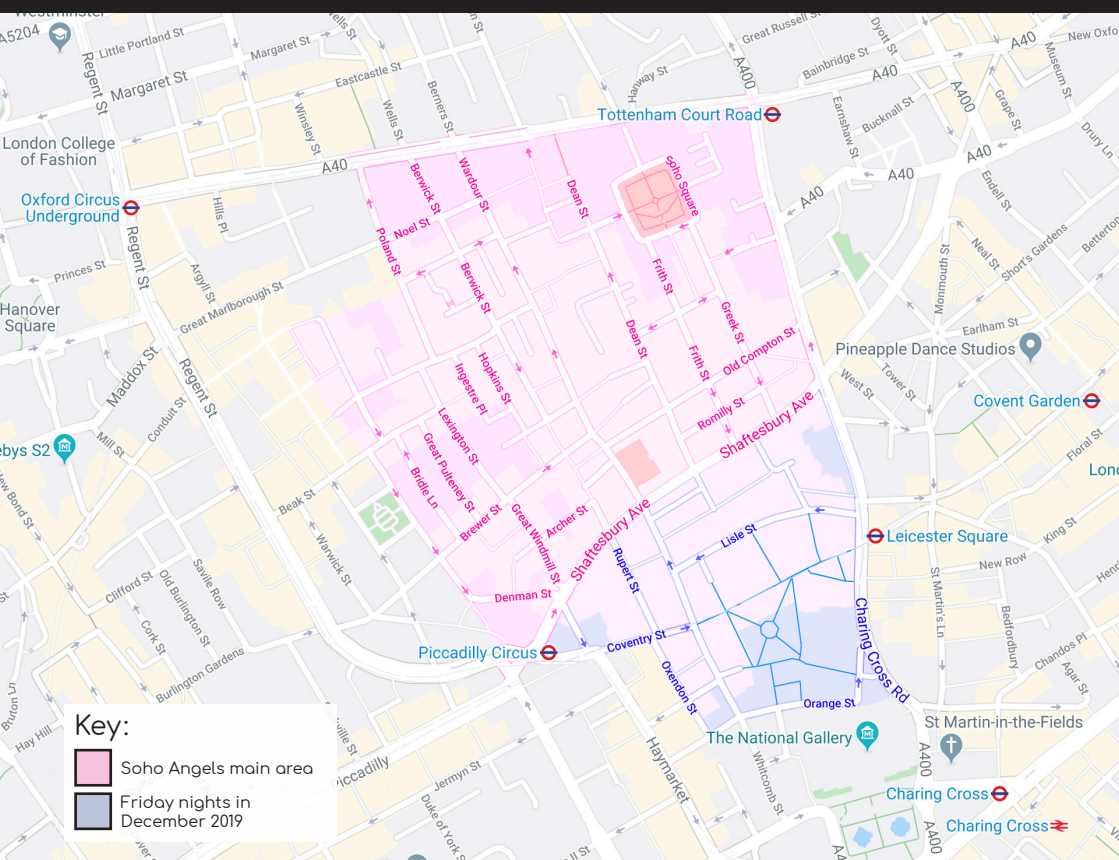 Westminster
A5204
Little Portland St
Wells St
Great Russell St
Dyott St
A40
New Oxfo
Regent St
Margaret St
Margaret St
Eastcastle St
Berners St
Hanway St
A400
Bainbridge St
A40
Museum St
Winsley St
Wells St
Tottenham Court Road
Earnshaw St
Bucknall St
A400
Grape St
Drury Ln
London College
of Fashion
A40
A40
A40
A40
Oxford Circus
Underground
Hills Pl
Berwick St
Wardour St
Dean St
Soho Square
Endell St
Regent St
Noel St
Poland St
Betterton
Neal St
Short's Gardens
Princes St
Argyll St
Great Marlborough St
Berwick St
Frith St
Monmouth St
Hanover
Square
Greek St
Earlham St
Pineapple Dance Studios
Maddox St
Regent St
Dean St
Frith St
Old Compton St
West St
Tower St
Conduit St
Hopkins St
Ingestre Pl
Covent Garden
Romilly St
Shaftesbury Ave
ebys S2
Mill St
Lexington St
Great Pulteney St
Bridle Ln
Floral St
Lond
New Bond St
Beak St
Brewer St
Great Windmill St
Archer St
Shaftesbury Ave
Lisle St
Leicester Square
King St
Warwick St
Savile Row
Clifford St
Old Burlington St
Cork St
Denman St
Rupert St
New Row
St Martin's Ln
Bedfordbury
Henr
Charing Cross Rd
Coventry St
Piccadilly Circus
Burlington Gardens
Oxendon St
Chandos Pl
Agar St
Bruton Ln
Orange St
Hay Hill
The National Gallery
St Martin-in-the-Fields
Haymarket
Whitcomb St
A400
Key:
Soho Angels main area
Friday nights in
December 2019
Piccadilly
Jermyn St
Duke of York St
Charing Cross
Charing Cross
A400